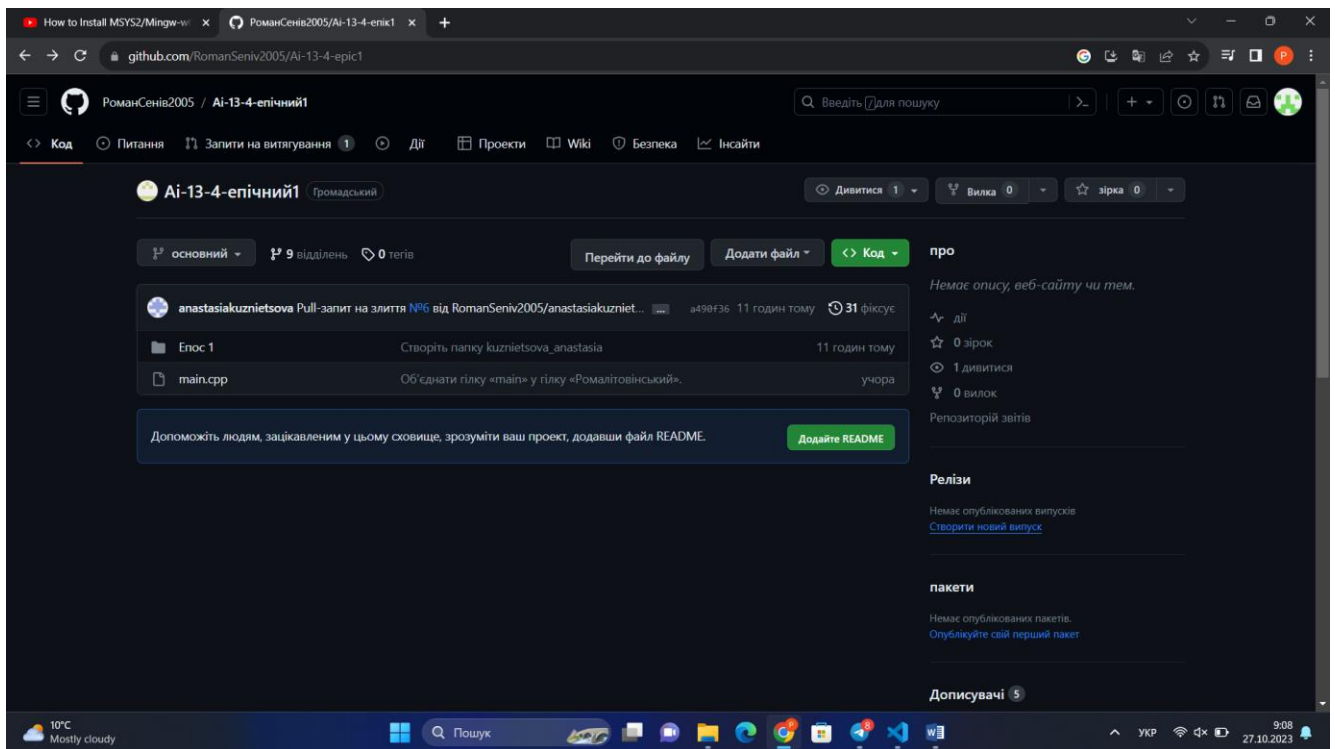 How to Install MSYS2/Mingw-w
РоманСенів2005/Ai-13-4-епік1
github.com/RomanSeniv2005/Ai-13-4-epic1
РоманСенів2005 / Ai-13-4-епічний1
Введіть / для пошуку
Код Питання Запити на витягування 1 Дії Проекти Wiki Безпека Інсайти
Ai-13-4-епічний1 Громадський
Дивитися 1 Вилка 0 зірка 0
основний 9 відділень 0 тегів
Перейти до файлу Додати файл Код
anastasiakuznietsova Pull-запит на злиття №6 від RomanSeniv2005/anastasiakuzniet... ... a490f36 11 годин тому 31 фіксує
Епос 1 Створіть папку kuznietsova_anastasia 11 годин тому
main.cpp Об’єднати гілку «main» у гілку «Ромалітовінський». учора
Допоможіть людям, зацікавленим у цьому сховище, зрозуміти ваш проект, додавши файл README.
Додайте README
про
Немає опису, веб-сайту чи тем.
дії
0 зірок
1 дивитися
0 вилок
Репозиторій звітів
Релізи
Немає опублікованих випусків
Створити новий випуск
пакети
Немає опублікованих пакетів.
Опублікуйте свій перший пакет
Дописувачі 5
10°C
Mostly cloudy
Пошук
УКР
9:08
27.10.2023